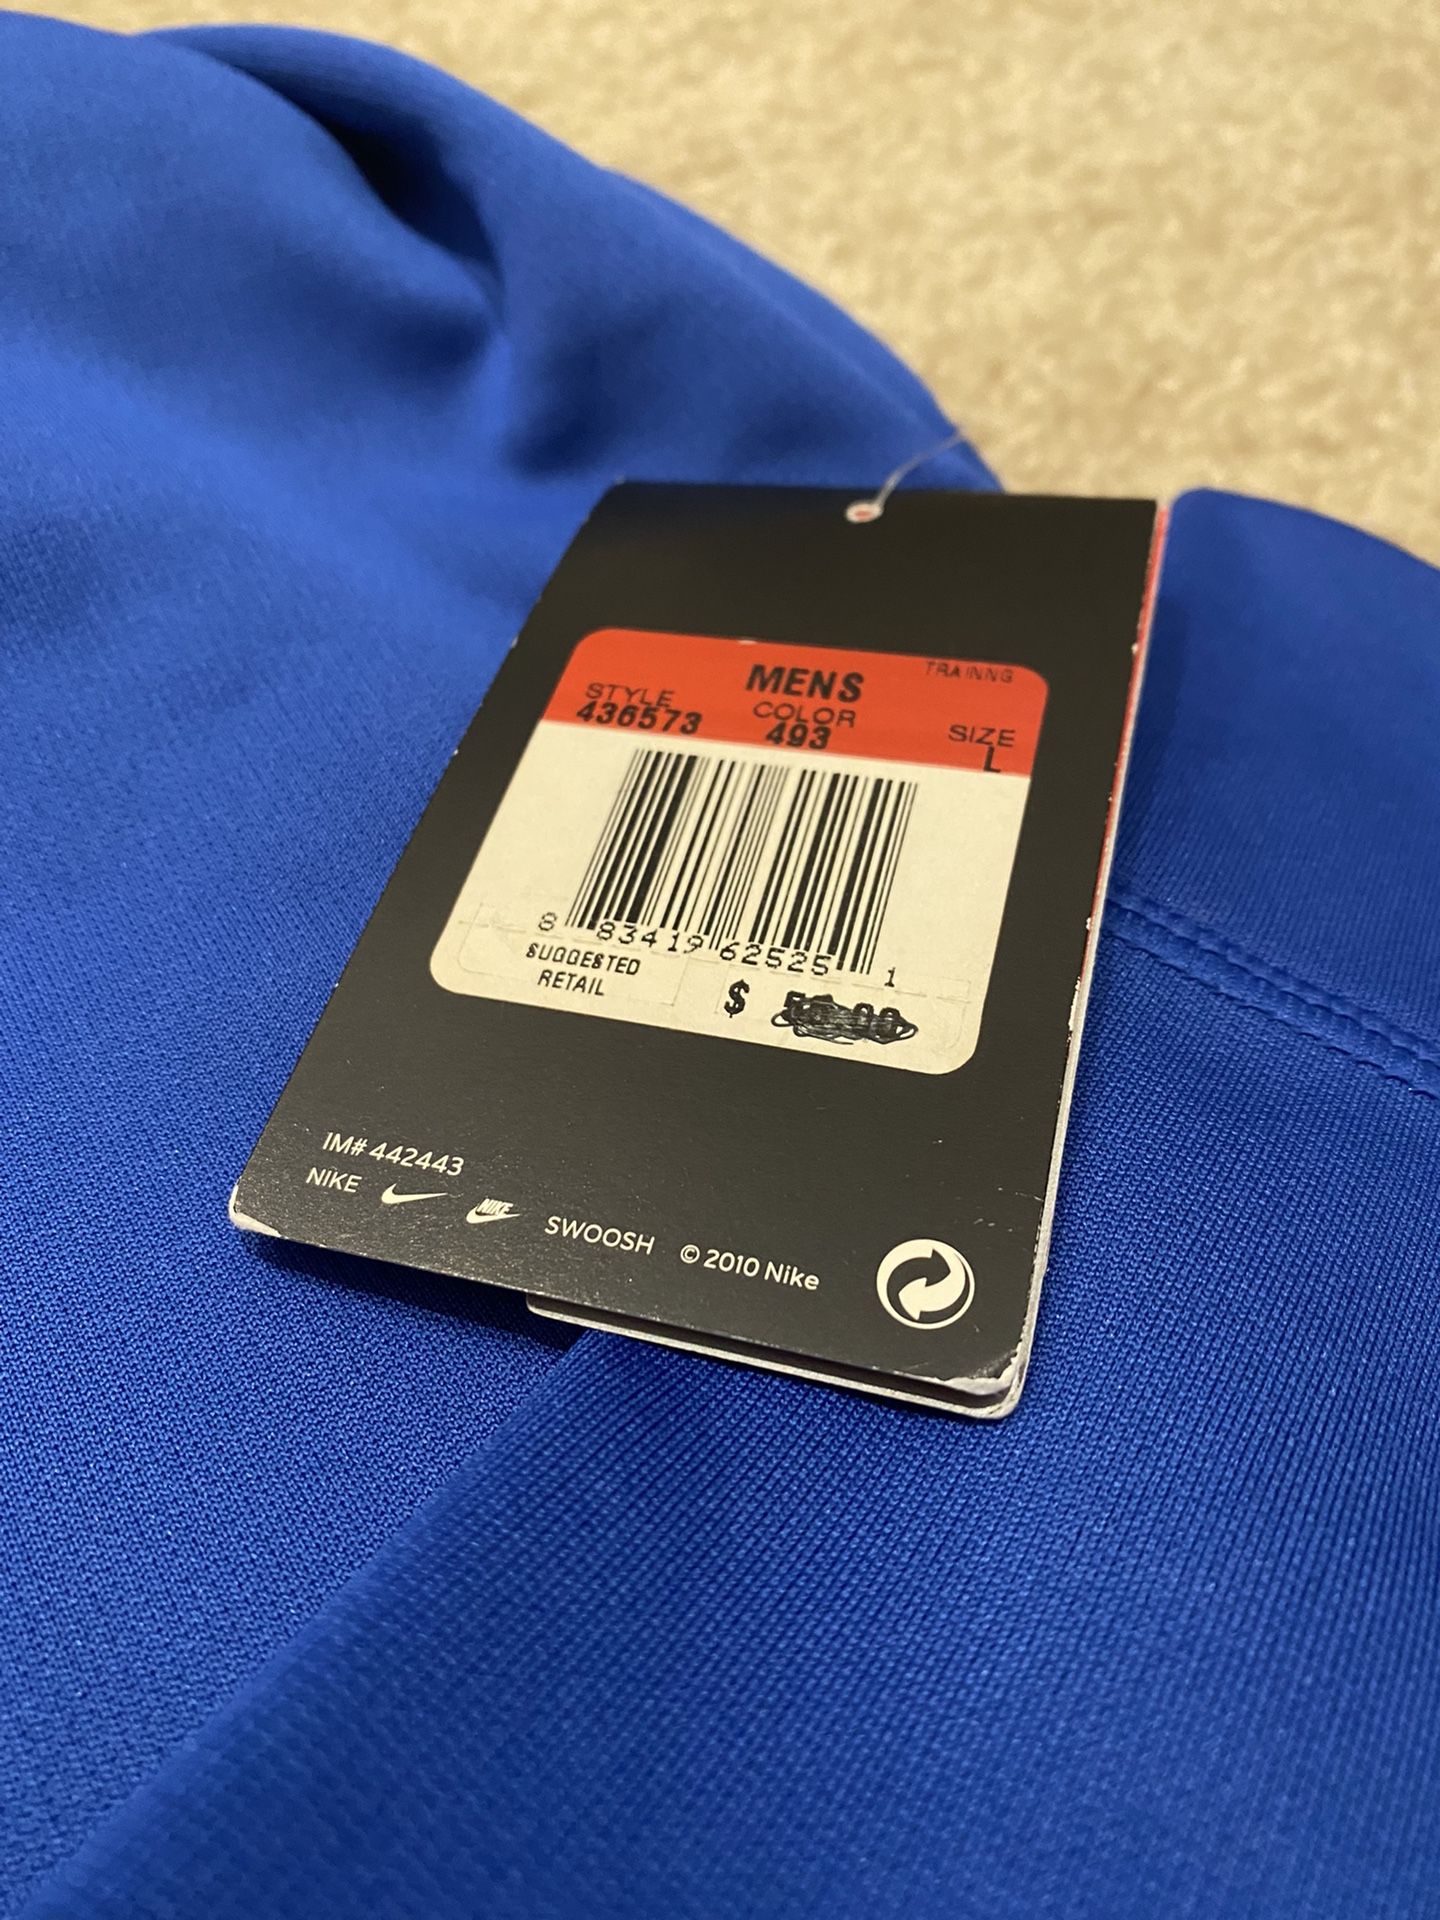 TRAINNG
MENS
STYLE COLOR SIZE
436573 493 L
8 83419 62525 1
SUGGESTED
RETAIL
$
IM# 442443
NIKE NIKE SWOOSH © 2010 Nike